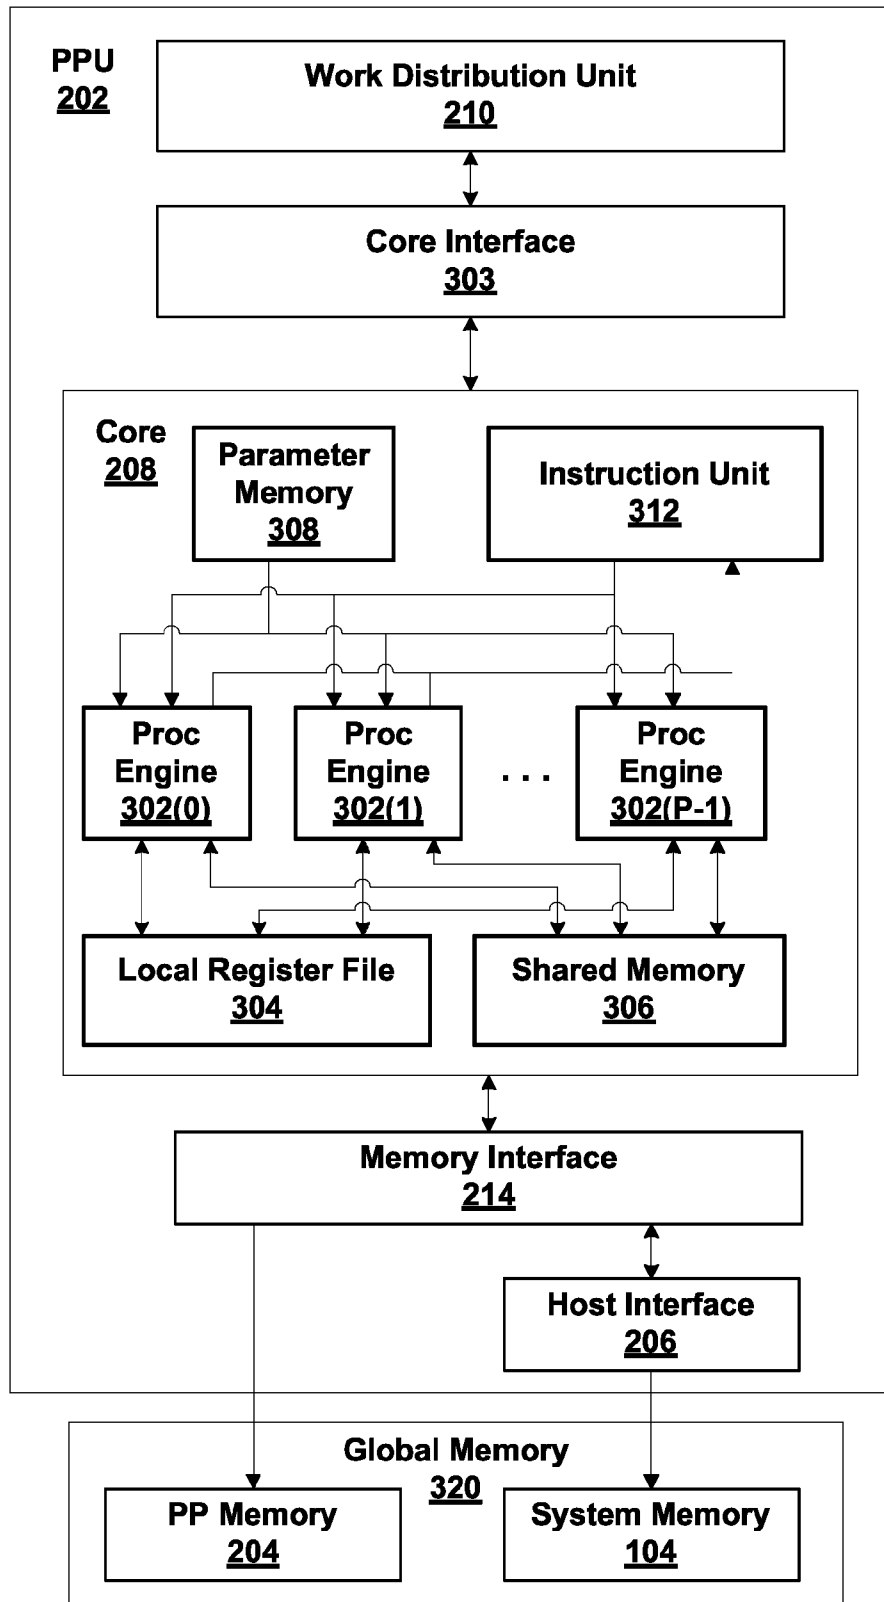 PPU
202
Work Distribution Unit
210
Core Interface
303
Core
208
Parameter
Memory
308
Instruction Unit
312
Proc
Engine
302(0)
Proc
Engine
302(1)
. . .
Proc
Engine
302(P-1)
Local Register File
304
Shared Memory
306
Memory Interface
214
Host Interface
206
Global Memory
320
PP Memory
204
System Memory
104